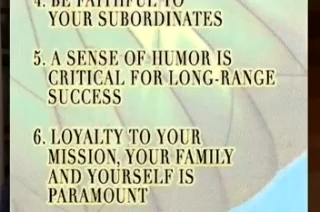 4. BE FAITHFUL TO
YOUR SUBORDINATES
5. A SENSE OF HUMOR IS
CRITICAL FOR LONG-RANGE
SUCCESS
6. LOYALTY TO YOUR
MISSION, YOUR FAMILY
AND YOURSELF IS
PARAMOUNT